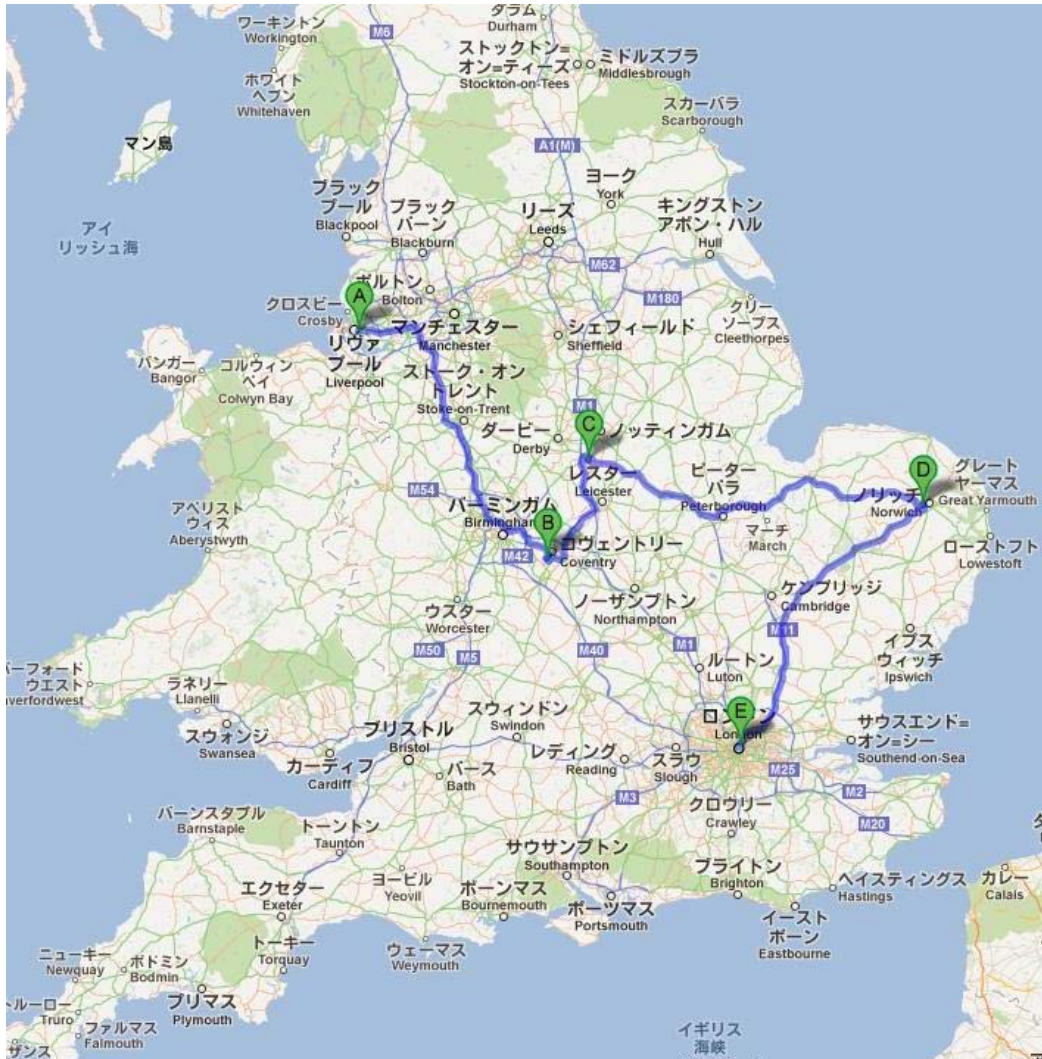 ダラム
Durham
ワーキントン
Workington
M6
ストックトン=
オン=ティーズ
Stockton-on-Tees
ミドルズブラ
Middlesbrough
ホワイト
ヘブン
Whitehaven
スカーバラ
Scarborough
マン島
A1(M)
ヨーク
York
ブラック
プール
Blackpool
ブラック
バーン
Blackburn
リーズ
Leeds
キングストン
アポン・ハル
Hull
アイ
リッシュ海
M62
M180
ボルトン
Bolton
クロスビー
Crosby
A
クリー
ソープス
Cleethorpes
マンチェスター
Manchester
シェフィールド
Sheffield
リヴァ
プール
Liverpool
バンガー
Bangor
コルウィン
ベイ
Colwyn Bay
ストーク・オン
トレント
Stoke-on-Trent
M1
C
ダービー
Derby
ノッティンガム
レスター
Leicester
ピーター
バラ
Peterborough
D
ノリッチ
Norwich
グレート
ヤーマス
Great Yarmouth
M54
バーミンガム
Birmingham
B
アベリスト
ウィス
Aberystwyth
M42
コヴェントリー
Coventry
マーチ
March
ローストフト
Lowestoft
ケンブリッジ
Cambridge
ウスター
Worcester
ノーザンプトン
Northampton
M11
イプス
ウィッチ
Ipswich
M50
M5
M40
M1
ルートン
Luton
バーフォード
ウエスト
averfordwest
ラネリー
Llanelli
スウォンジ
Swansea
スウィンドン
Swindon
E
London
サウスエンド=
オン=シー
Southend-on-Sea
ブリストル
Bristol
レディング
Reading
スラウ
Slough
カーディフ
Cardiff
バース
Bath
M25
M3
M2
クロウリー
Crawley
M20
バーンスタプル
Barnstaple
トーントン
Taunton
サウサンプトン
Southampton
エクセター
Exeter
ヨービル
Yeovil
ボーンマス
Bournemouth
ポーツマス
Portsmouth
ブライトン
Brighton
ヘイスティングス
Hastings
カレー
Calais
イースト
ボーン
Eastbourne
ウェーマス
Weymouth
トーキー
Torquay
ニューキー
Newquay
ボドミン
Bodmin
プリマス
Plymouth
トルーロー
Truro
ファルマス
Falmouth
ザンス
イギリス
海峡